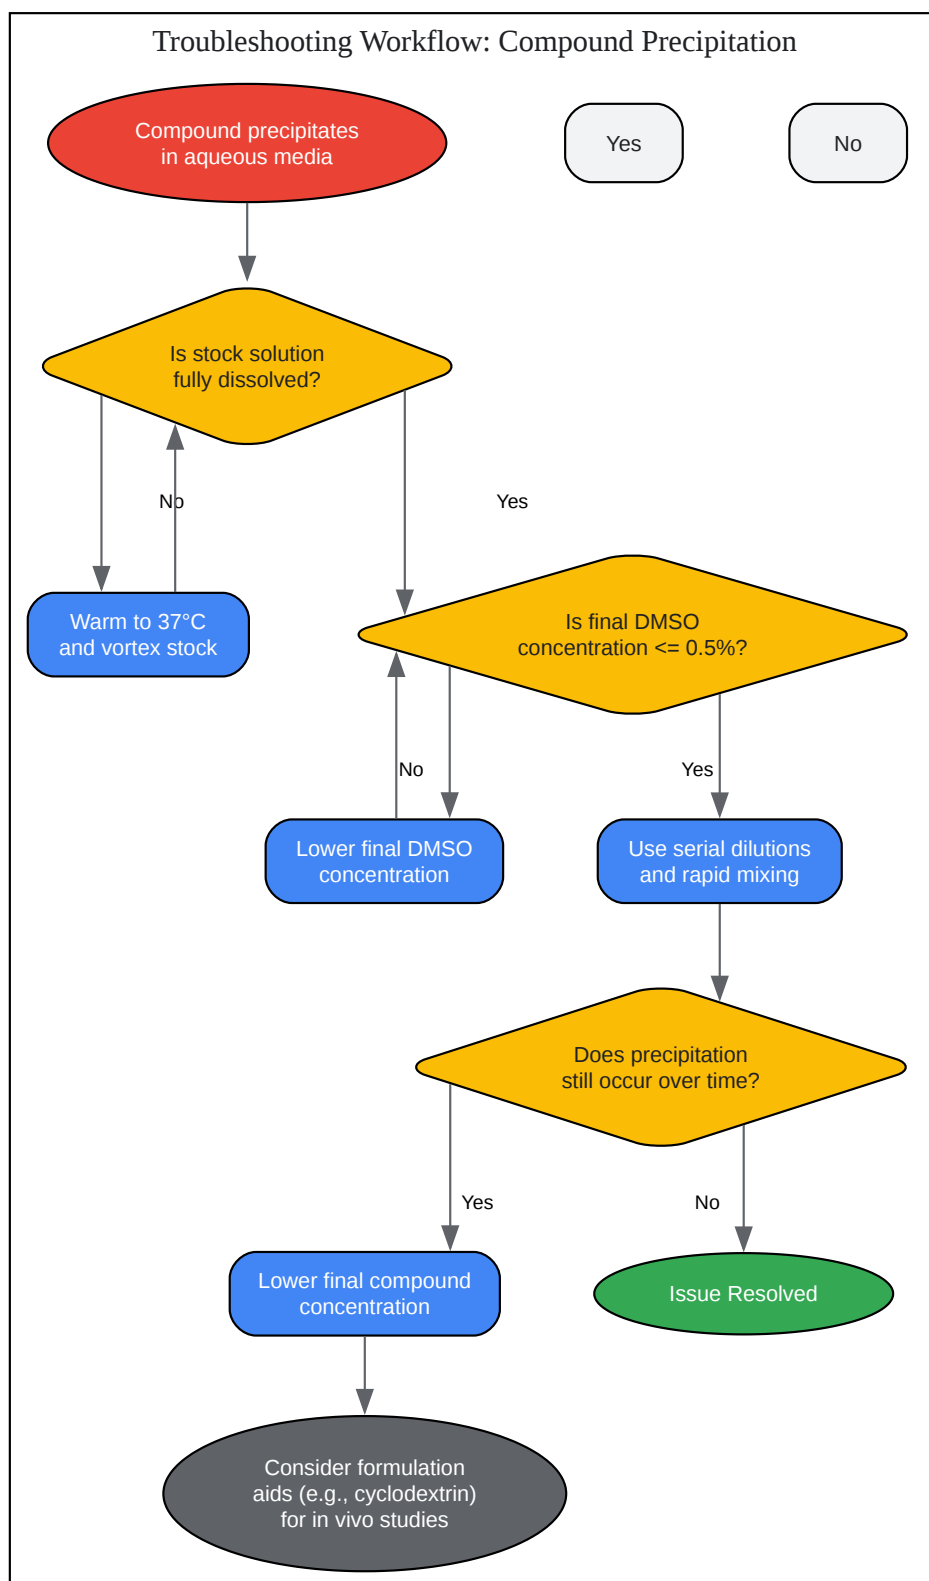 Troubleshooting Workflow: Compound Precipitation
Compound precipitates
in aqueous media
Yes
No
Is stock solution
fully dissolved?
No
Yes
Warm to 37°C
and vortex stock
Is final DMSO
concentration <= 0.5%?
No
Yes
Lower final DMSO
concentration
Use serial dilutions
and rapid mixing
Does precipitation
still occur over time?
Yes
No
Lower final compound
concentration
Issue Resolved
Consider formulation
aids (e.g., cyclodextrin)
for in vivo studies